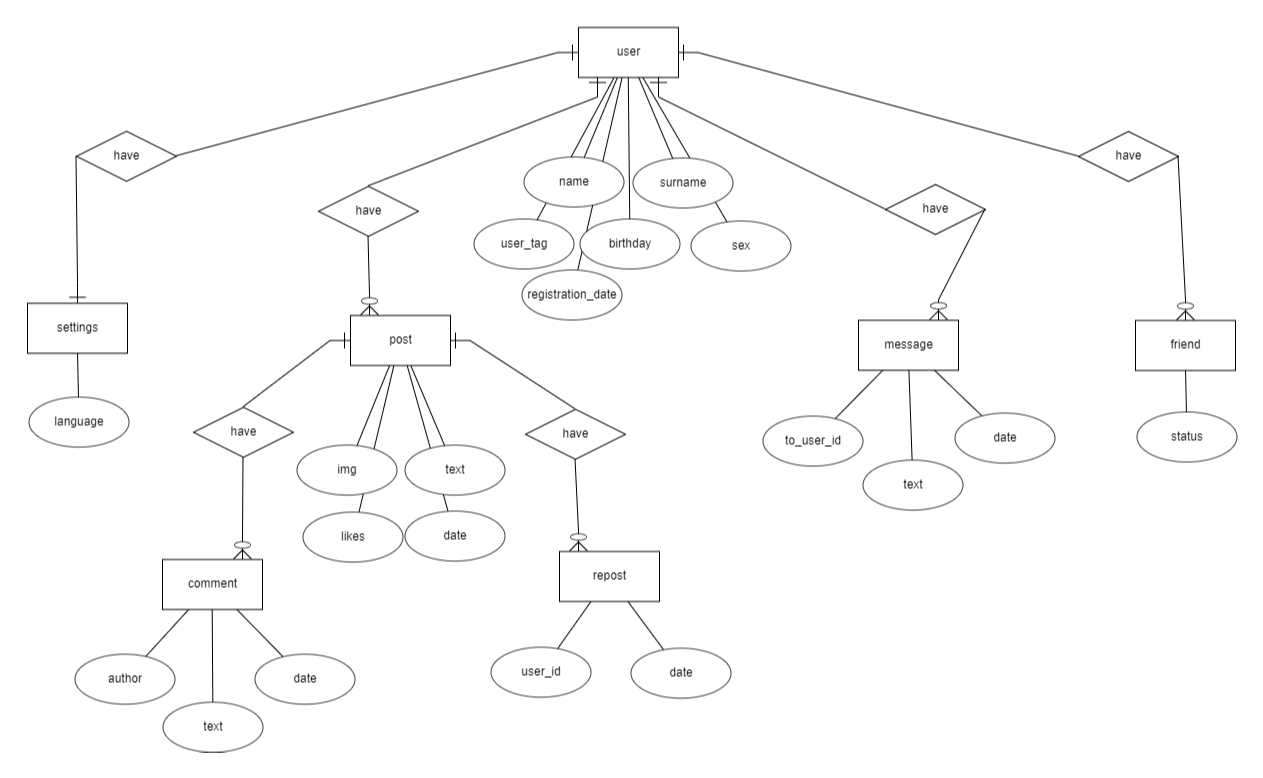 user
have
have
have
have
name
surname
user_tag
birthday
sex
registration_date
settings
post
message
friend
language
have
have
img
text
likes
date
to_user_id
text
date
status
comment
repost
author
text
date
user_id
date